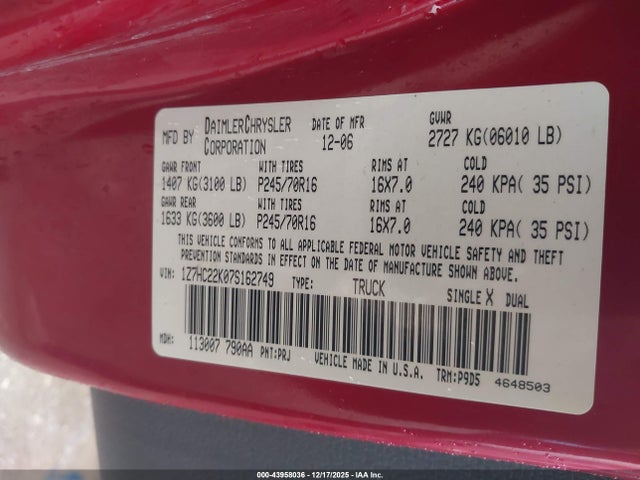 MFD BY DAIMLERCHRYSLER CORPORATION DATE OF MFR 12-06 GVWR 2727 KG(06010 LB)
GAWR FRONT WITH TIRES RIMS AT COLD
1407 KG(3100 LB) P245/70R16 16X7.0 240 KPA( 35 PSI)
GAWR REAR WITH TIRES RIMS AT COLD
1633 KG(3600 LB) P245/70R16 16X7.0 240 KPA( 35 PSI)
THIS VEHICLE CONFORMS TO ALL APPLICABLE FEDERAL MOTOR VEHICLE SAFETY AND THEFT
PREVENTION STANDARDS IN EFFECT ON THE DATE OF MANUFACTURE SHOWN ABOVE.
VIN: 1Z7HC22K07S162749 TYPE: TRUCK SINGLE X DUAL
MDH: 113007 790AA PNT:PRJ VEHICLE MADE IN U.S.A. TRM:P9D5 4648503
000-43958036 - 12/17/2025 - IAA Inc.